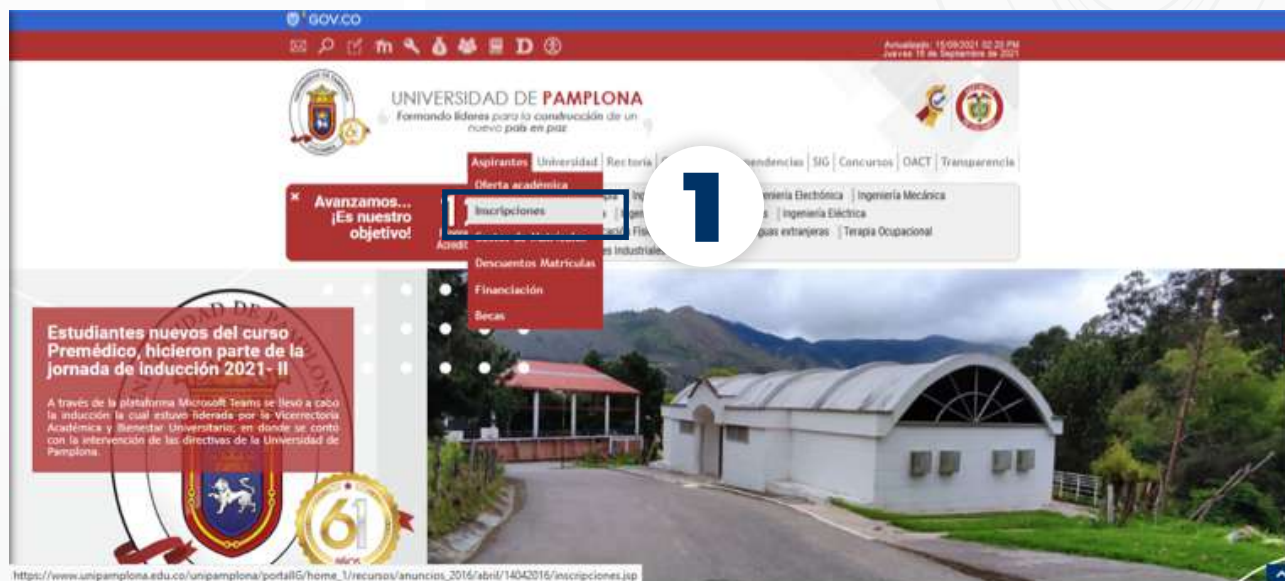 GOV.CO
Actualizado: 15/09/2021 02:20 PM
Jueves 16 de Septiembre de 2021
UNIVERSIDAD DE PAMPLONA
Formando líderes para la construcción de un
nuevo país en paz
Aspirantes | Universidad | Rectoría | | SIG | Concursos | OACT | Transparencia
Oferta académica
Inscripciones
Descuentos Matrículas
Financiación
Becas
Avanzamos...
¡Es nuestro
objetivo!
Ingeniería Electrónica | Ingeniería Mecánica
| Ingeniería Eléctrica
extranjeras | Terapia Ocupacional
Industriales
1
Estudiantes nuevos del curso
Premédico, hicieron parte de la
jornada de inducción 2021- II
A través de la plataforma Microsoft Teams se llevó a cabo
la inducción la cual estuvo liderada por la Vicerrectoría
Académica y Bienestar Universitario; en donde se contó
con la intervención de las directivas de la Universidad de
Pamplona.
61
AÑOS
https://www.unipamplona.edu.co/unipamplona/portalIG/home_1/recursos/anuncios_2016/abril/14042016/inscripciones.jsp